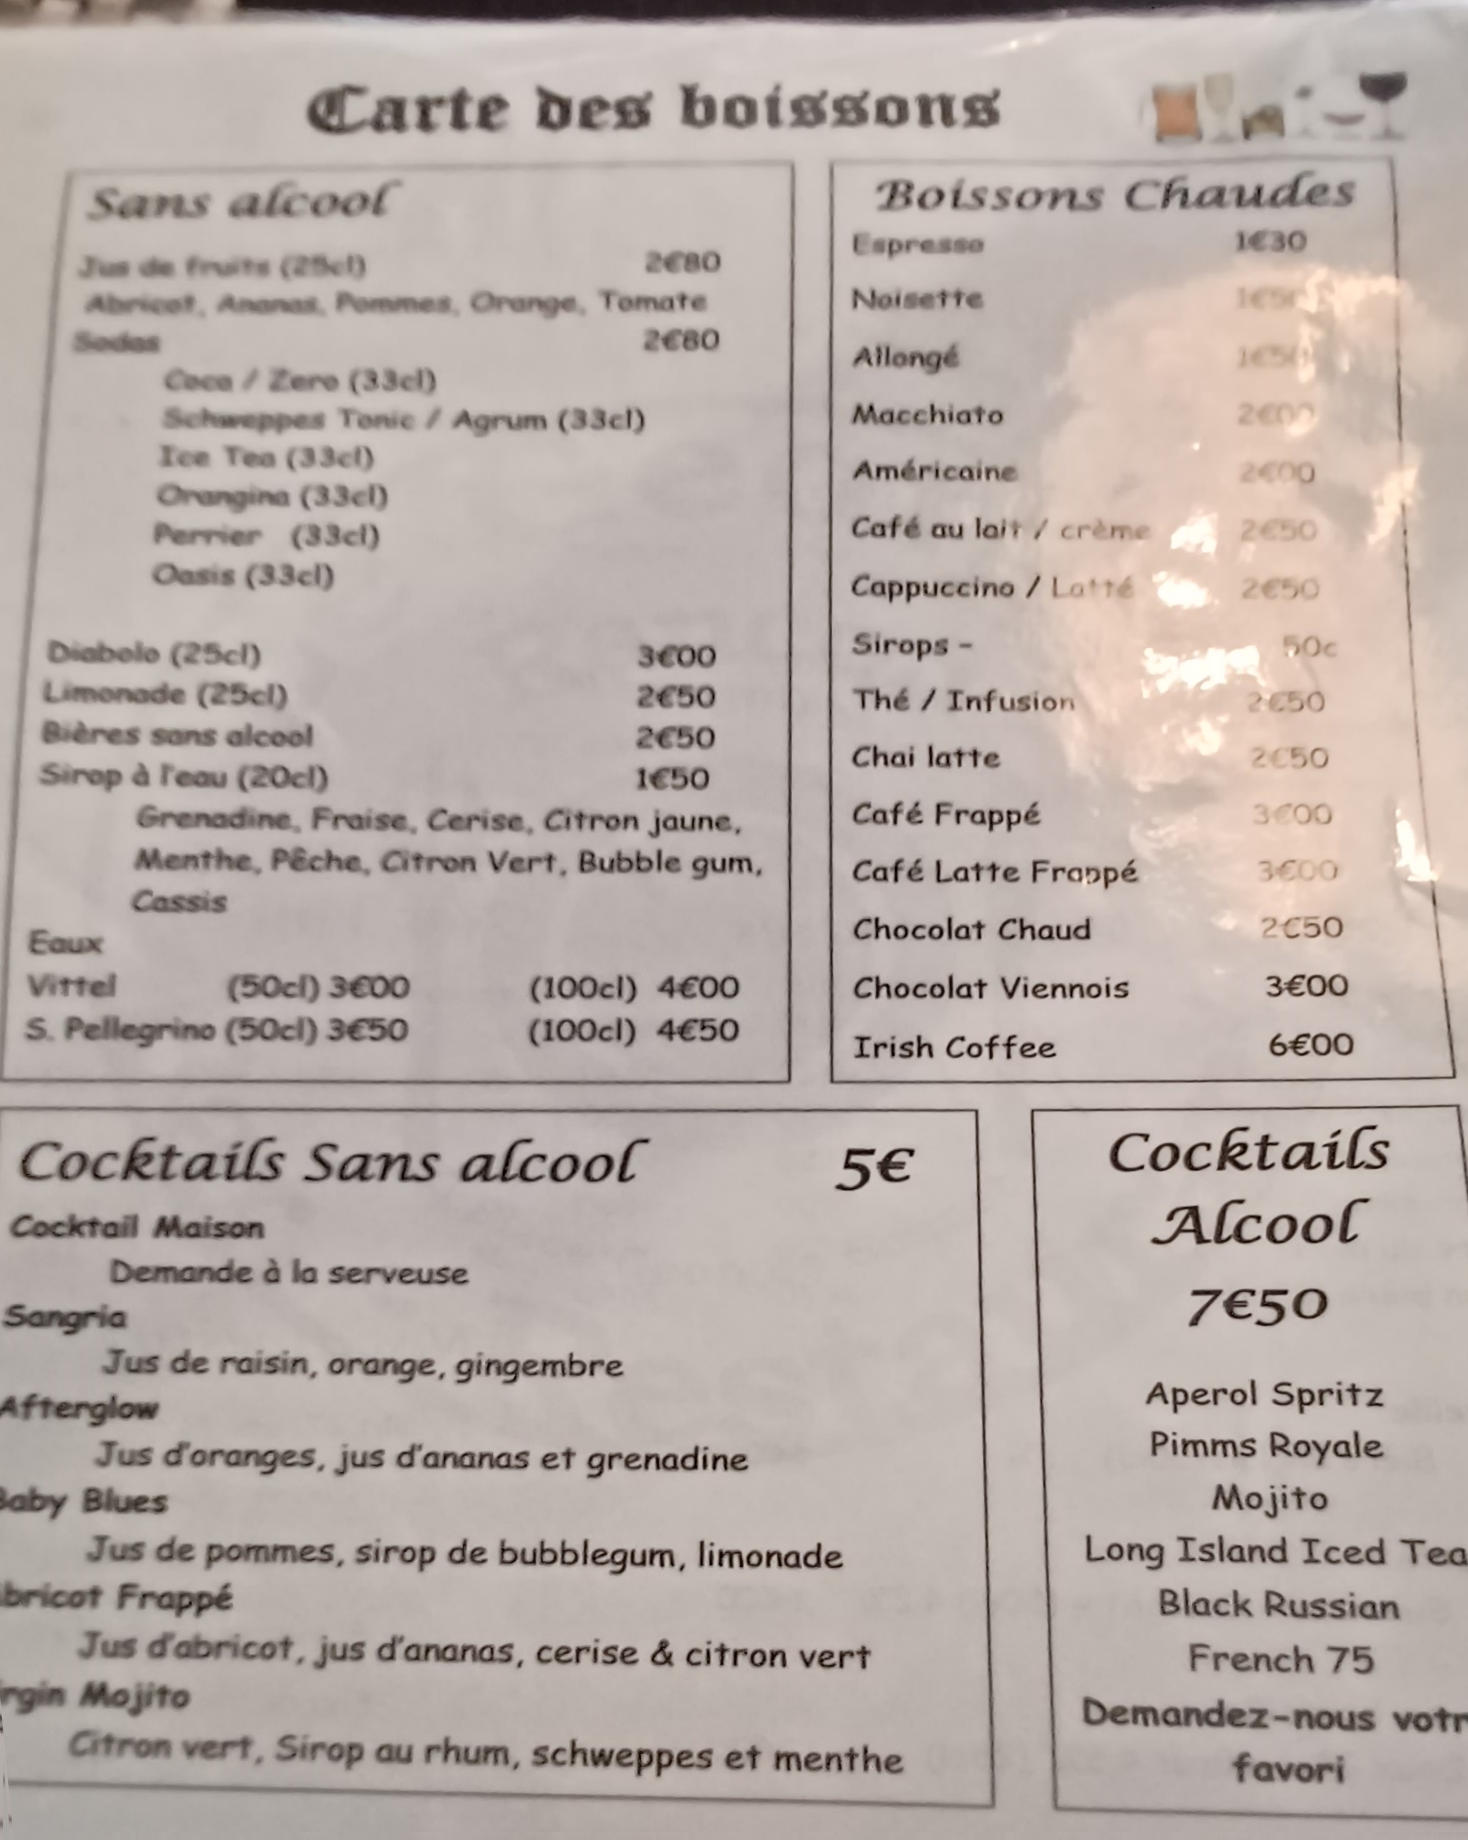 Carte des boissons
Sans alcool
Jus de fruits (25cl) 2€80
Abricot, Ananas, Pommes, Orange, Tomate
Sodas 2€80
Coca / Zero (33cl)
Schweppes Tonic / Agrum (33cl)
Ice Tea (33cl)
Orangina (33cl)
Perrier (33cl)
Oasis (33cl)
Diabolo (25cl) 3€00
Limonade (25cl) 2€50
Bières sans alcool 2€50
Sirop à l'eau (20cl) 1€50
Grenadine, Fraise, Cerise, Citron jaune,
Menthe, Pêche, Citron Vert, Bubble gum,
Cassis
Eaux
Vittel (50cl) 3€00 (100cl) 4€00
S. Pellegrino (50cl) 3€50 (100cl) 4€50
Boissons Chaudes
Espresso 1€30
Noisette
Allongé 1€50
Macchiato 2€00
Américaine 2€00
Café au lait / crème 2€50
Cappuccino / Latté 2€50
Sirops - 50c
Thé / Infusion 2€50
Chai latte 2€50
Café Frappé 3€00
Café Latte Frappé 3€00
Chocolat Chaud 2€50
Chocolat Viennois 3€00
Irish Coffee 6€00
Cocktails Sans alcool 5€
Cocktail Maison
Demande à la serveuse
Sangria
Jus de raisin, orange, gingembre
Afterglow
Jus d'oranges, jus d'ananas et grenadine
Baby Blues
Jus de pommes, sirop de bubblegum, limonade
bricot Frappé
Jus d'abricot, jus d'ananas, cerise & citron vert
rgin Mojito
Citron vert, Sirop au rhum, schweppes et menthe
Cocktails
Alcool
7€50
Aperol Spritz
Pimms Royale
Mojito
Long Island Iced Tea
Black Russian
French 75
Demandez-nous votr
favori